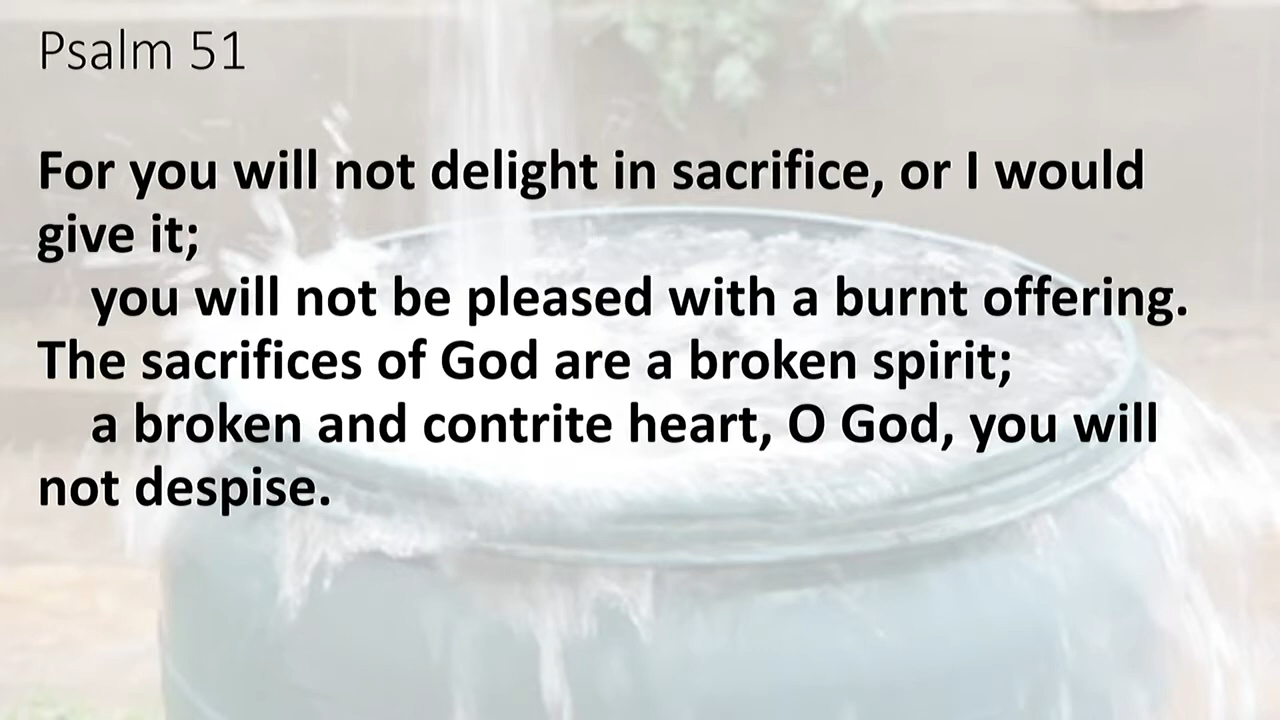 Psalm 51
For you will not delight in sacrifice, or I would
give it;
you will not be pleased with a burnt offering.
The sacrifices of God are a broken spirit;
a broken and contrite heart, O God, you will
not despise.